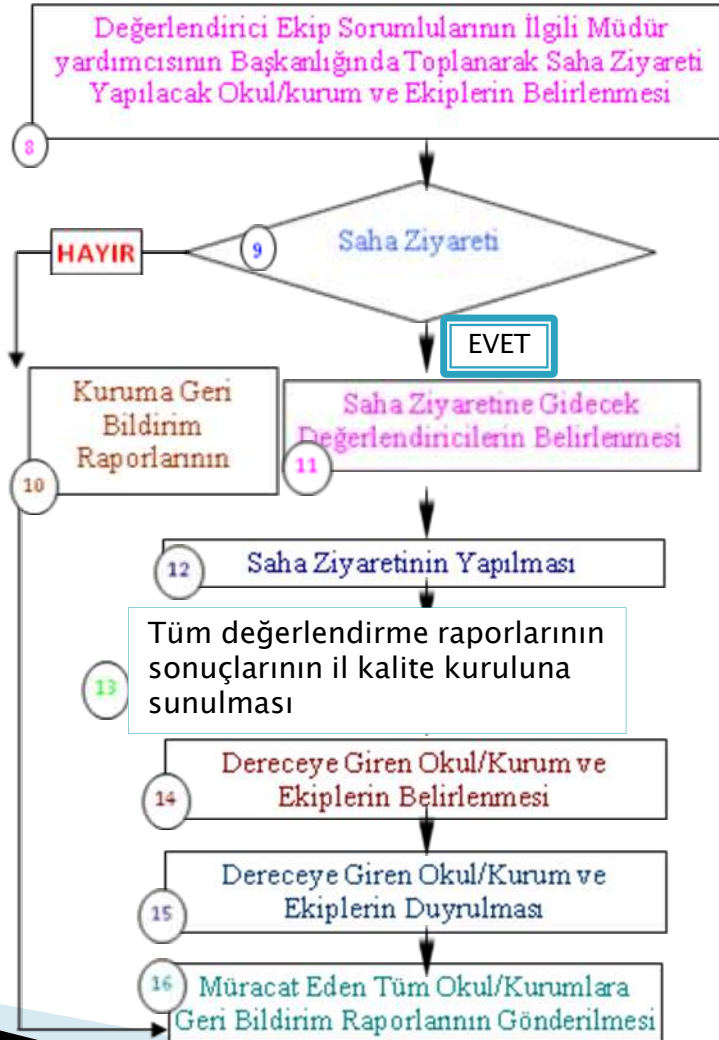 Değerlendirici Ekip Sorumlularının İlgili Müdür
yardımcısının Başkanlığında Toplanarak Saha Ziyareti
Yapılacak Okul/kurum ve Ekiplerin Belirlenmesi
8
HAYIR
9
Saha Ziyareti
EVET
Kuruma Geri
Bildirim
Raporlarının
10
Saha Ziyaretine Gidecek
Değerlendiricilerin Belirlenmesi
11
12
Saha Ziyaretinin Yapılması
Tüm değerlendirme raporlarının
sonuçlarının il kalite kuruluna
sunulması
13
Dereceye Giren Okul/Kurum ve
Ekiplerin Belirlenmesi
14
Dereceye Giren Okul/Kurum ve
Ekiplerin Duyrulması
15
16
Müracat Eden Tüm Okul/Kurumlara
Geri Bildirim Raporlarının Gönderilmesi